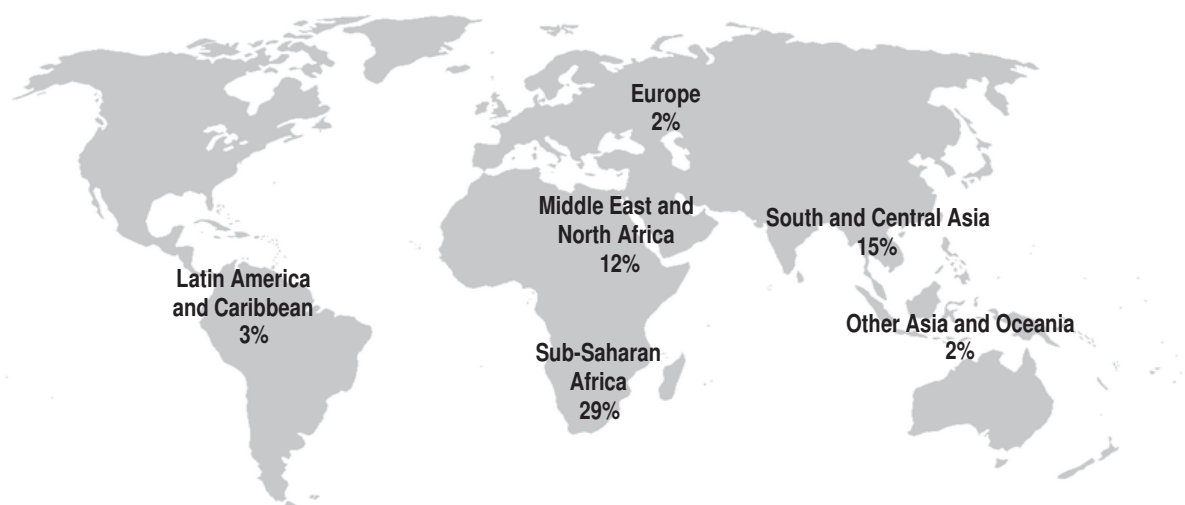 Europe
2%
Middle East and
North Africa
12%
South and Central Asia
15%
Latin America
and Caribbean
3%
Other Asia and Oceania
2%
Sub-Saharan
Africa
29%